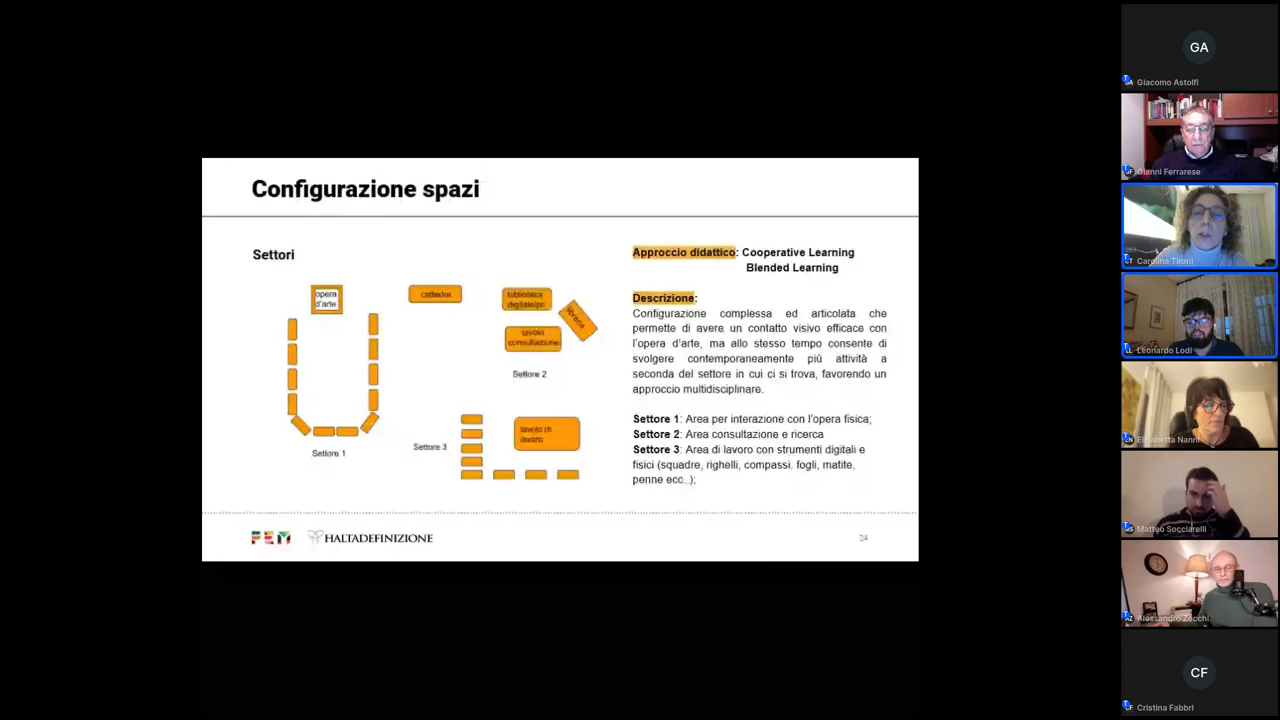 Configurazione spazi
Settori
opera
d'arte
cattedra
biblioteca
digitale/pc
libreria
tavolo
consultazione
Settore 2
Settore 1
Settore 3
tavolo di
lavoro
Approccio didattico: Cooperative Learning
Blended Learning
Descrizione:
Configurazione complessa ed articolata che
permette di avere un contatto visivo efficace con
l'opera d'arte, ma allo stesso tempo consente di
svolgere contemporaneamente più attività a
seconda del settore in cui ci si trova, favorendo un
approccio multidisciplinare.
Settore 1: Area per interazione con l'opera fisica;
Settore 2: Area consultazione e ricerca
Settore 3: Area di lavoro con strumenti digitali e
fisici (squadre, righelli, compassi. fogli, matite,
penne ecc..);
FEM
HALTADEFINIZIONE
24
GA
Giacomo Astolfi
Gianni Ferrarese
Carolina Tironi
Leonardo Lodi
Elisabetta Nanni
Matteo Socciarelli
Alessandro Zocchi
CF
Cristina Fabbri